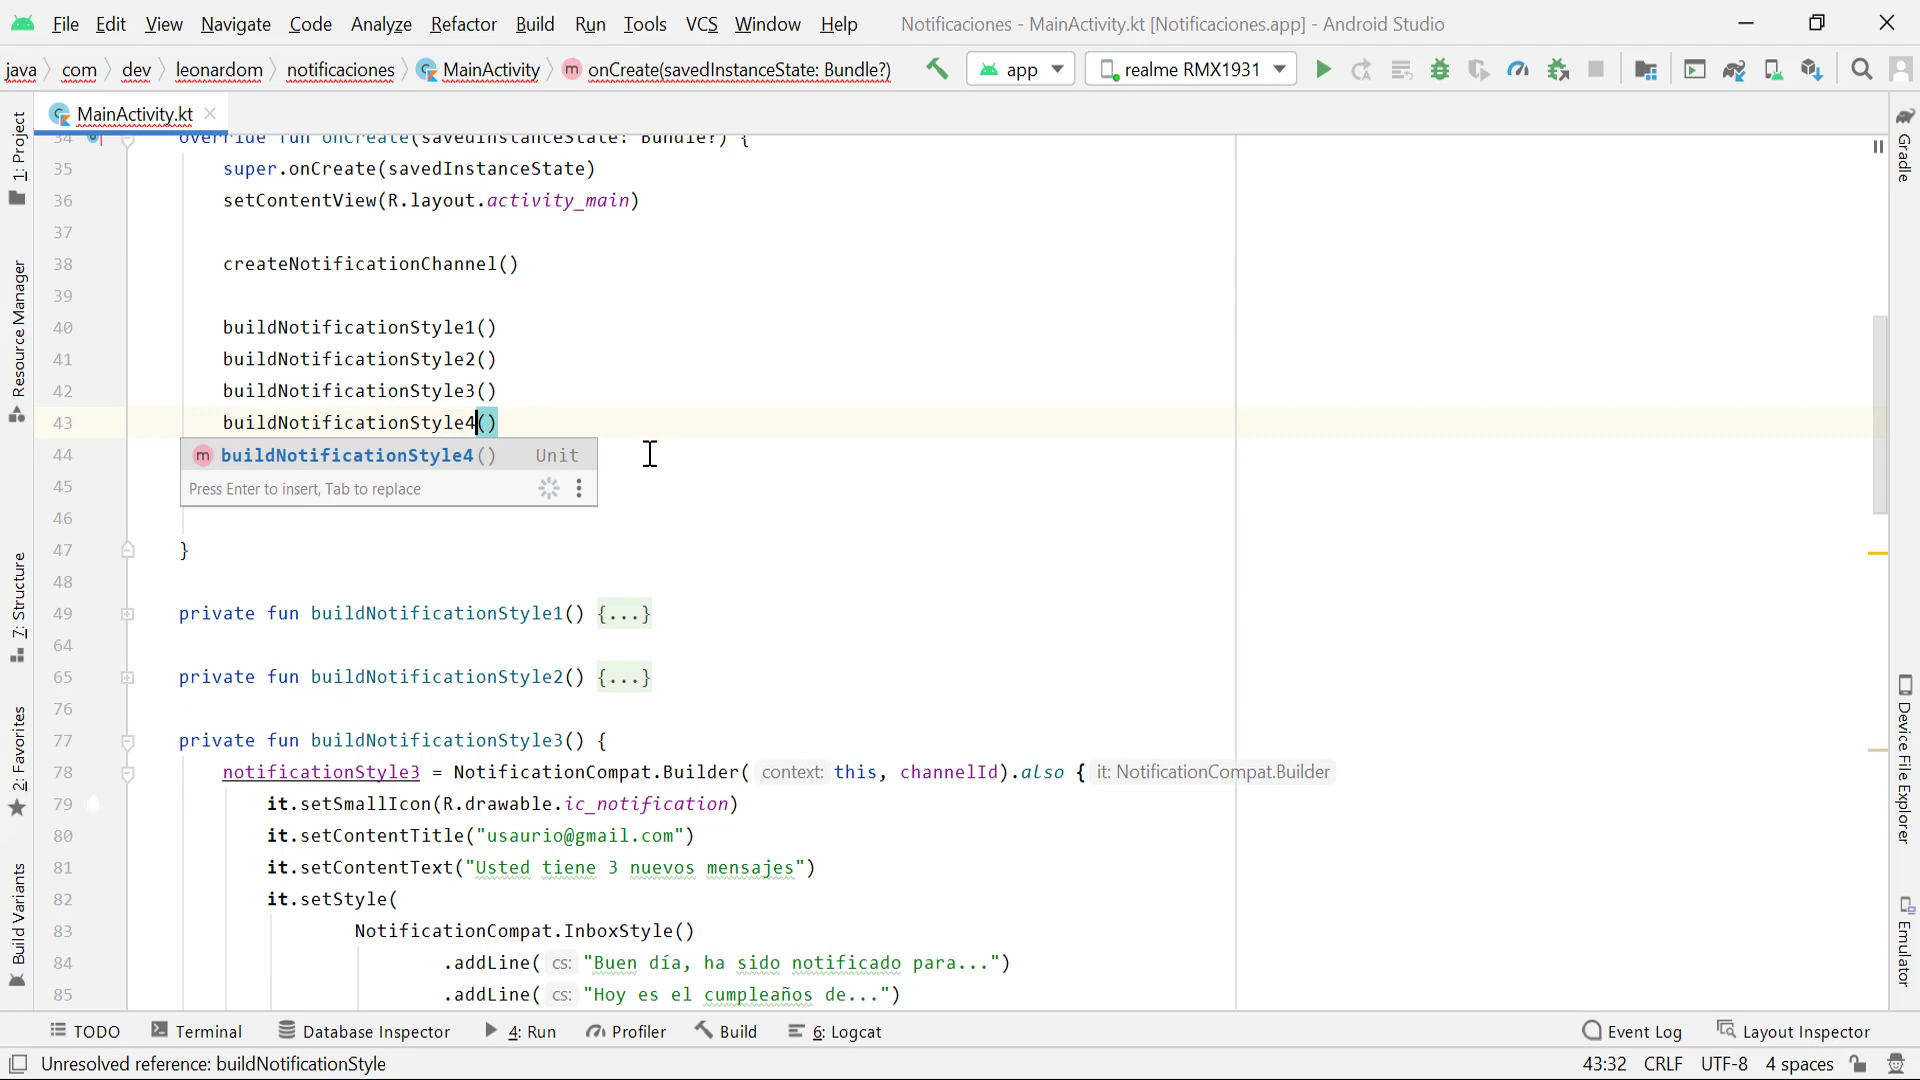 File Edit View Navigate Code Analyze Refactor Build Run Tools VCS Window Help Notificaciones - MainActivity.kt [Notificaciones.app] - Android Studio
java com dev leonardom notificaciones MainActivity m onCreate(savedInstanceState: Bundle?) app realme RMX1931
MainActivity.kt
34 override fun onCreate(savedInstanceState: Bundle?) {
35 super.onCreate(savedInstanceState)
36 setContentView(R.layout.activity_main)
37
38 createNotificationChannel()
39
40 buildNotificationStyle1()
41 buildNotificationStyle2()
42 buildNotificationStyle3()
43 buildNotificationStyle4()
44 m buildNotificationStyle4() Unit
45 Press Enter to insert, Tab to replace
46
47 }
48
49 private fun buildNotificationStyle1() {...}
64
65 private fun buildNotificationStyle2() {...}
76
77 private fun buildNotificationStyle3() {
78 notificationStyle3 = NotificationCompat.Builder( context: this, channelId).also { it: NotificationCompat.Builder
79 it.setSmallIcon(R.drawable.ic_notification)
80 it.setContentTitle("usaurio@gmail.com")
81 it.setContentText("Usted tiene 3 nuevos mensajes")
82 it.setStyle(
83 NotificationCompat.InboxStyle()
84 .addLine( cs: "Buen día, ha sido notificado para...")
85 .addLine( cs: "Hoy es el cumpleaños de...")
1: Project
Resource Manager
7: Structure
2: Favorites
Build Variants
Gradle
Device File Explorer
Emulator
TODO Terminal Database Inspector 4: Run Profiler Build 6: Logcat Event Log Layout Inspector
Unresolved reference: buildNotificationStyle 43:32 CRLF UTF-8 4 spaces